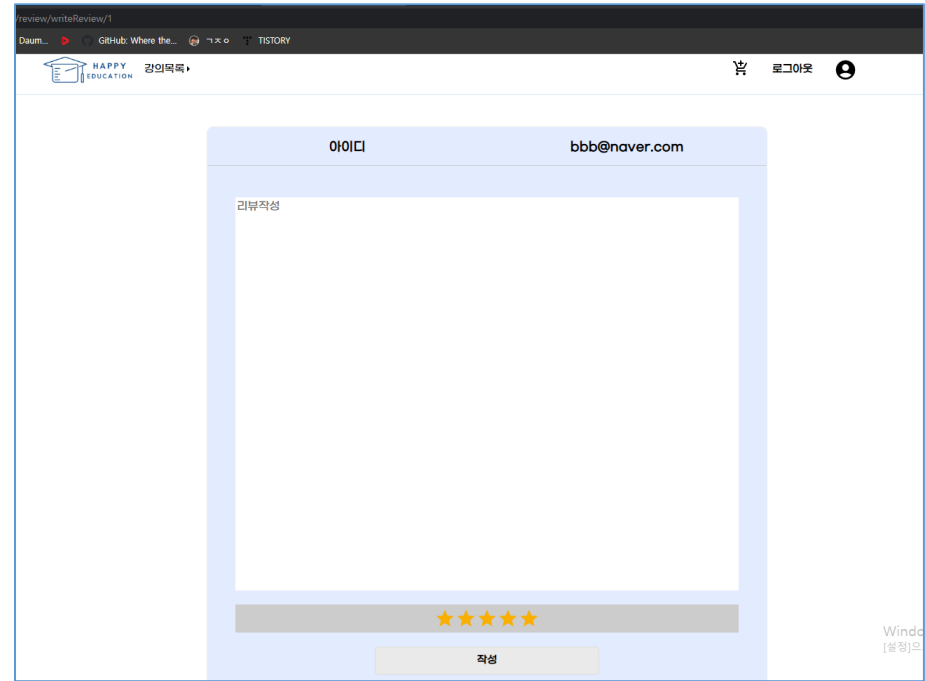 /review/writeReview/1
Daum... GitHub: Where the... ㄱㅈㅇ TISTORY
HAPPY EDUCATION 강의목록 로그아웃
아이디 bbb@naver.com
리뷰작성
작성
Windo
[설정]으